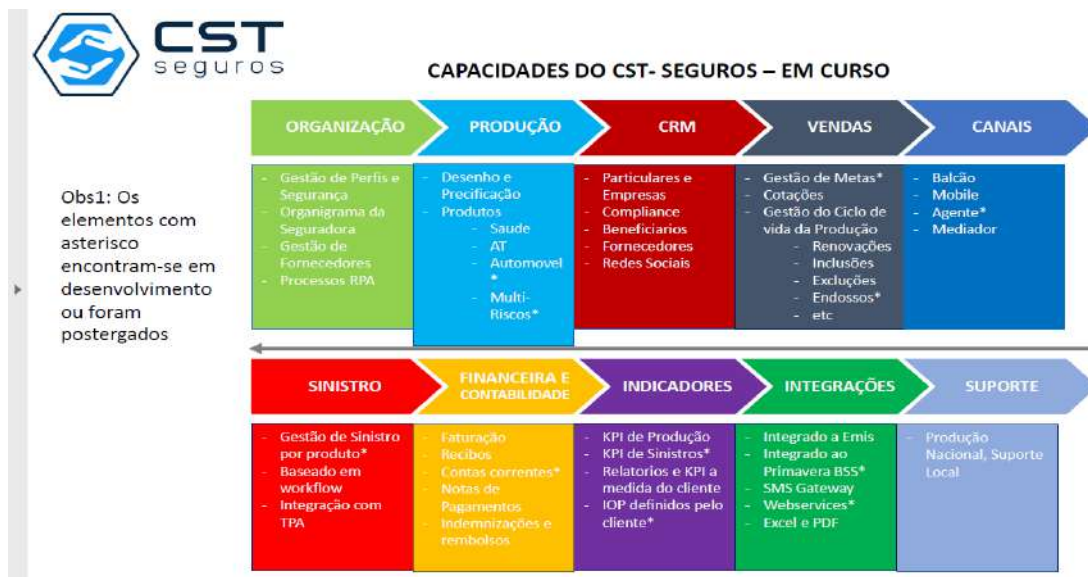 CST
seguros
CAPACIDADES DO CST- SEGUROS – EM CURSO
Obs1: Os
elementos com
asterisco
encontram-se em
desenvolvimento
ou foram
postergados
ORGANIZAÇÃO
- Gestão de Perfis e
Segurança
- Organigrama da
Seguradora
- Gestão de
Fornecedores
- Processos RPA
PRODUÇÃO
- Desenho e
Precificação
- Produtos
- Saude
- AT
- Automovel
*
- Multi-
Riscos*
CRM
- Particulares e
Empresas
- Compliance
- Beneficiarios
- Fornecedores
- Redes Sociais
VENDAS
- Gestão de Metas*
- Cotações
- Gestão do Ciclo de
vida da Produção
- Renovações
- Inclusões
- Excluções
- Endossos*
- etc
CANAIS
- Balcão
- Mobile
- Agente*
- Mediador
SINISTRO
- Gestão de Sinistro
por produto*
- Baseado em
workflow
- Integração com
TPA
FINANCEIRA E
CONTABILIDADE
- Faturação
- Recibos
- Contas correntes*
- Notas de
Pagamentos
- Indemnizações e
rembolsos
INDICADORES
- KPI de Produção
- KPI de Sinistros*
- Relatorios e KPI a
medida do cliente
- IOP definidos pelo
cliente*
INTEGRAÇÕES
- Integrado a Emis
- Integrado ao
Primavera BSS*
- SMS Gateway
- Webservices*
- Excel e PDF
SUPORTE
- Produção
Nacional, Suporte
Local